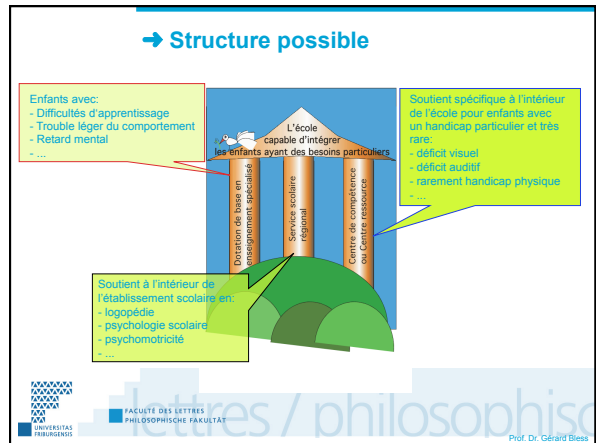 ➜ Structure possible
Enfants avec:
- Difficultés d'apprentissage
- Trouble léger du comportement
- Retard mental
- ...
L'école
capable d'intégrer
les enfants ayant des besoins particuliers
Soutient spécifique à l'intérieur
de l'école pour enfants avec
un handicap particulier et très
rare:
- déficit visuel
- déficit auditif
- rarement handicap physique
- ...
Dotation de base en
enseignement spécialisé
Service scolaire
régional
Centre de compétence
ou Centre ressource
Soutient à l'intérieur de
l'établissement scolaire en:
- logopédie
- psychologie scolaire
- psychomotricité
- ...
UNIVERSITAS
FRIBURGENSIS
FACULTÉ DES LETTRES
PHILOSOPHISCHE FAKULTÄT
lettres / philosophisc
Prof. Dr. Gérard Bless